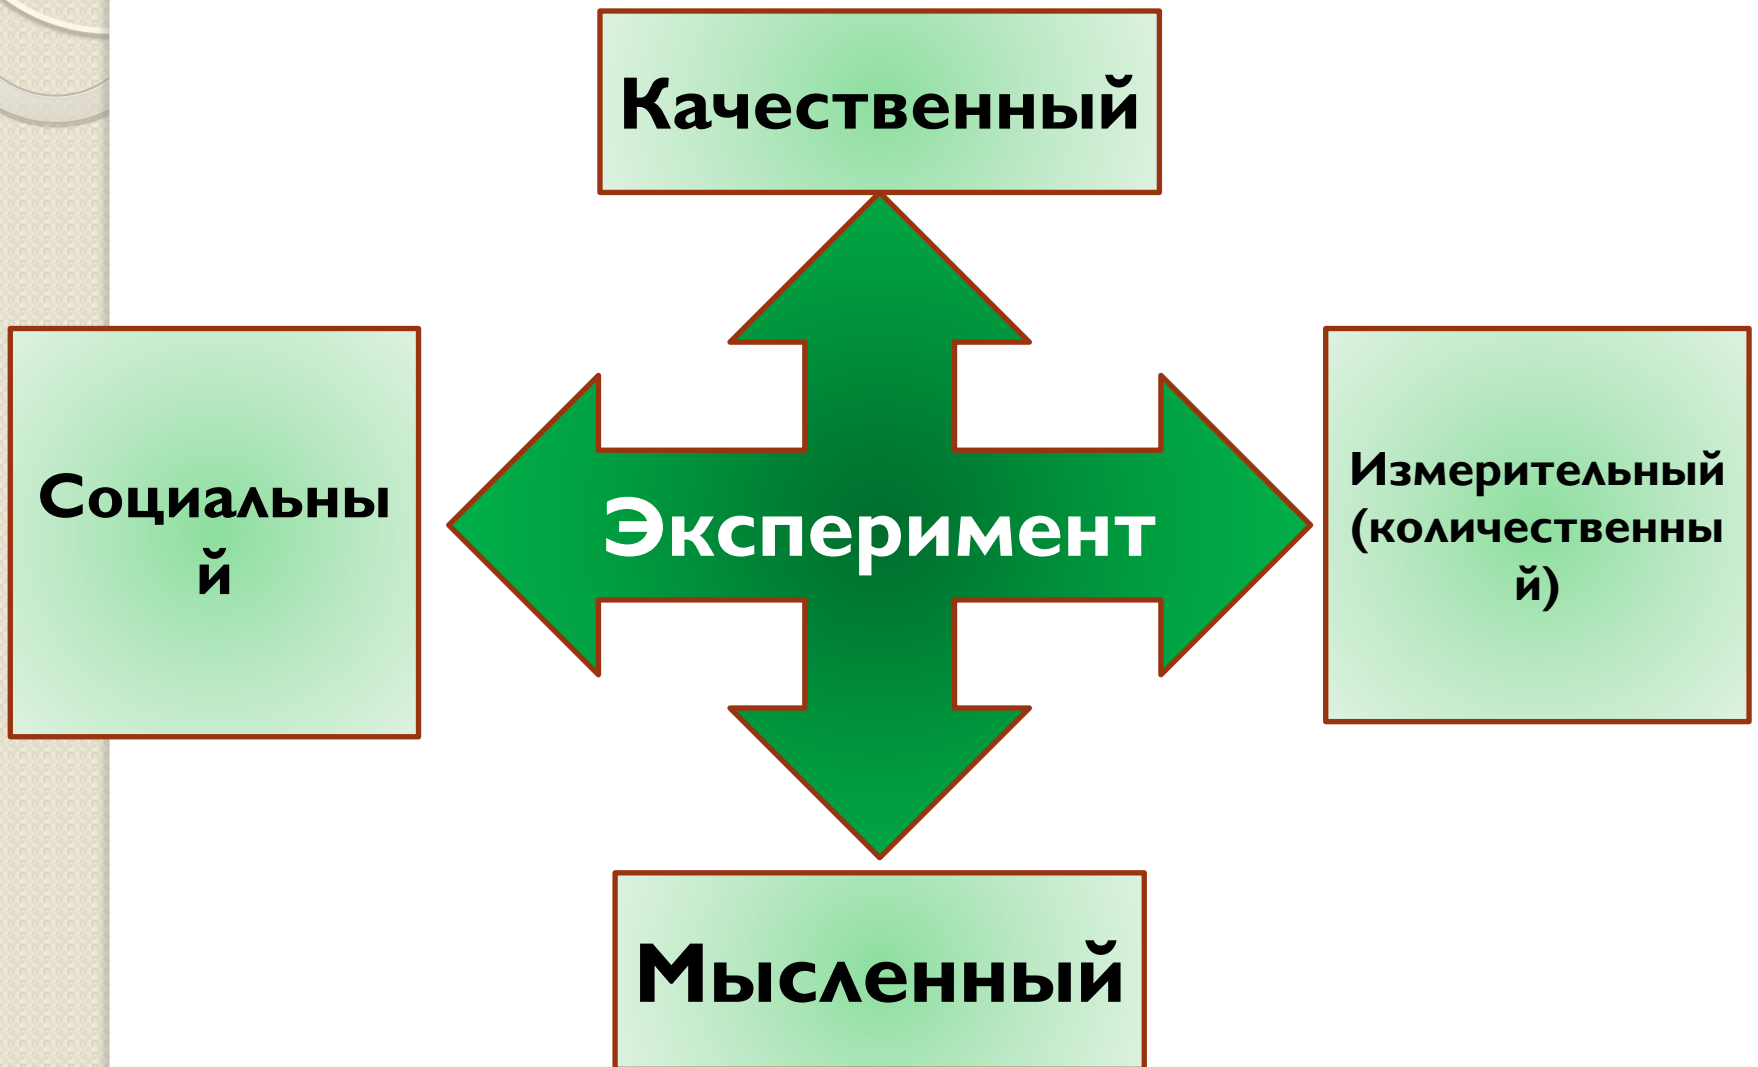 Качественный
Социальны
й
Эксперимент
Измерительный
(количественны
й)
Мысленный